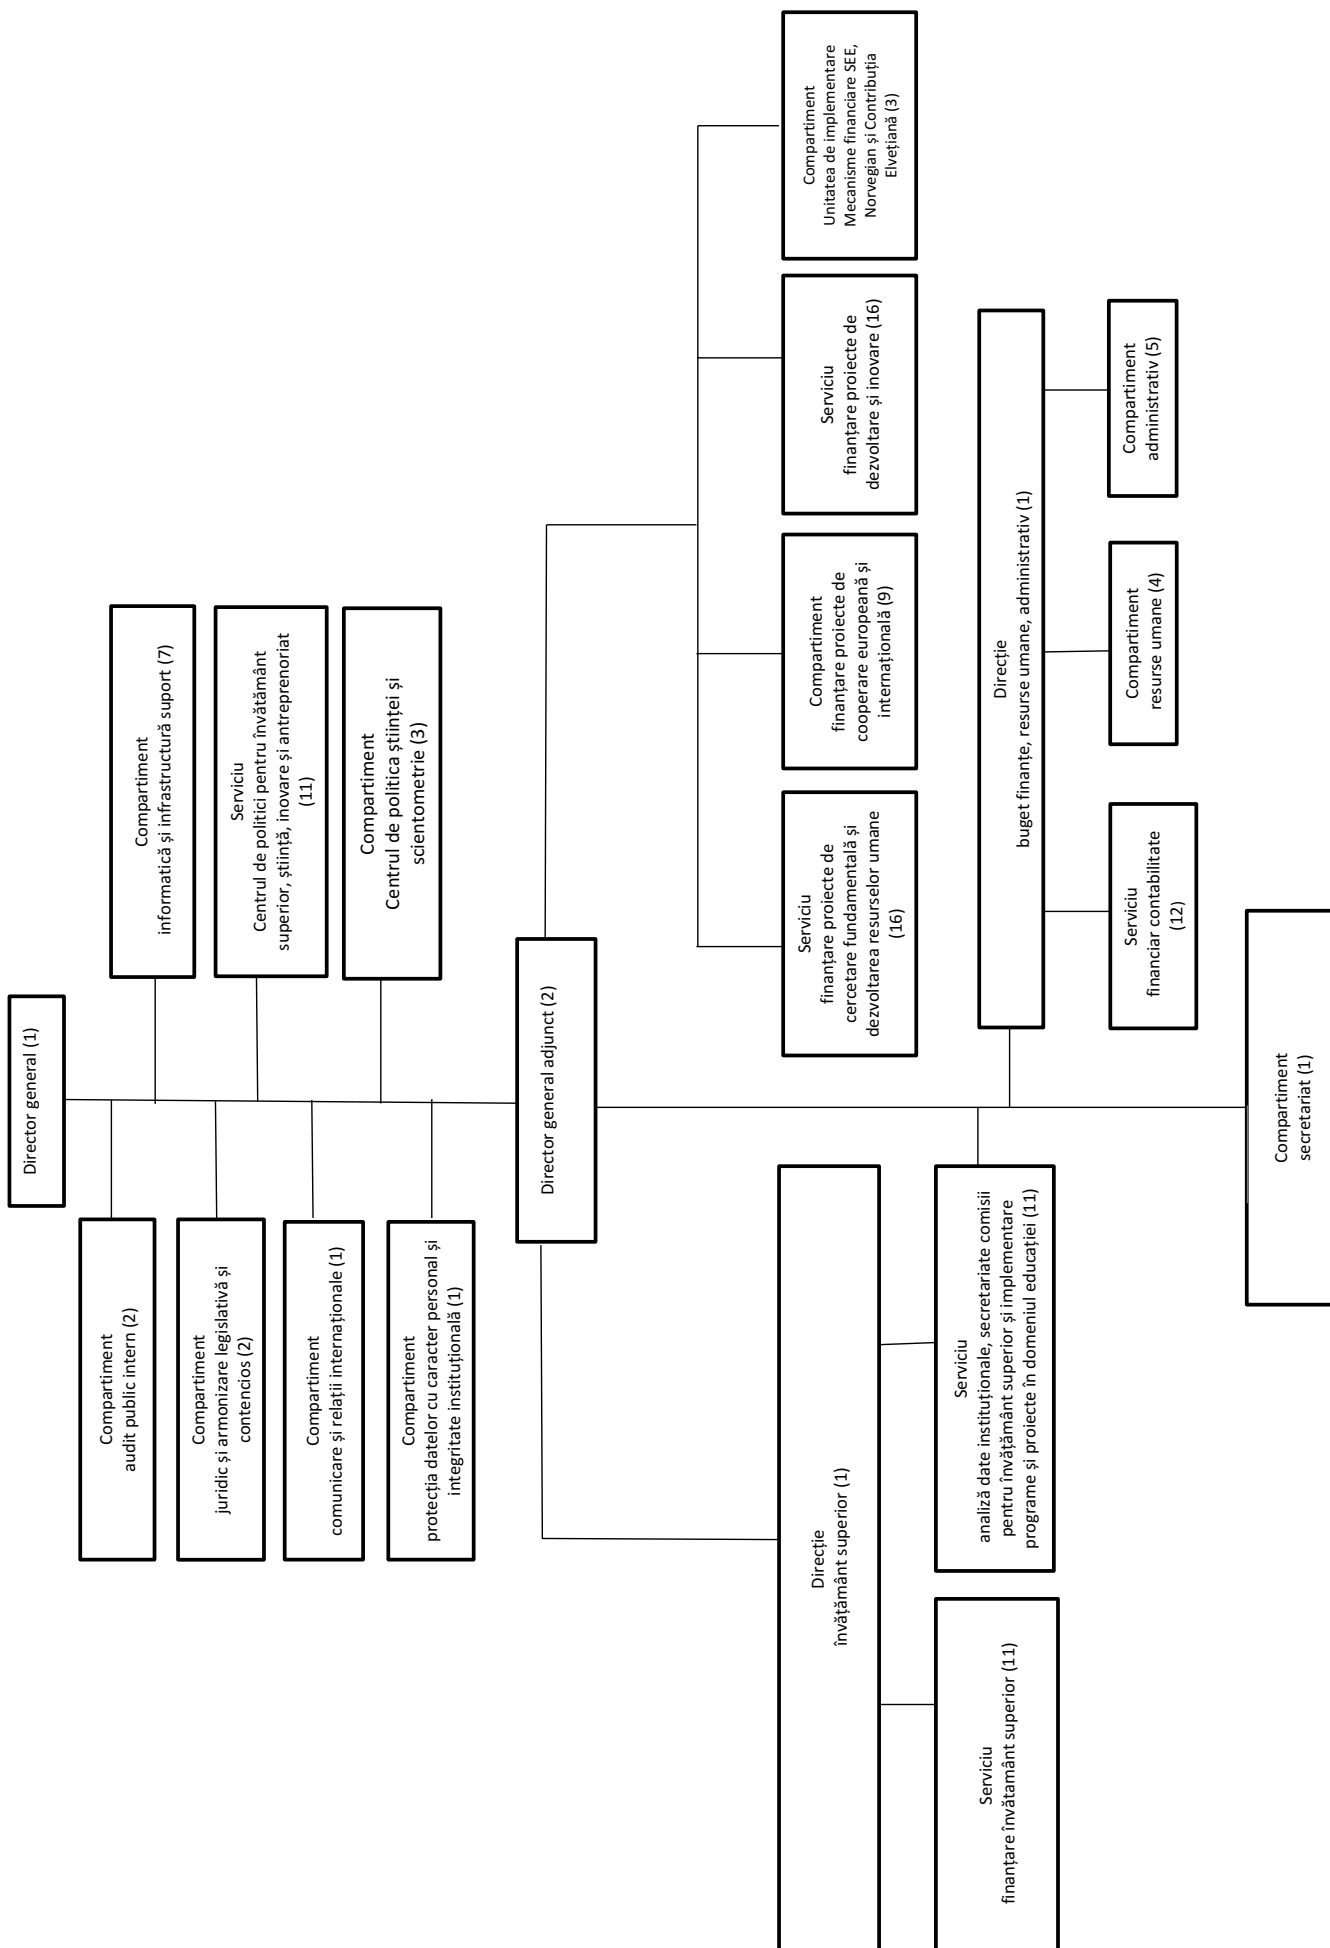 Director general (1)
Compartiment
audit public intern (2)
Compartiment
juridic și armonizare legislativă și
contencios (2)
Compartiment
comunicare și relații internaționale (1)
Compartiment
protecția datelor cu caracter personal și
integritate instituțională (1)
Compartiment
informatică și infrastructură suport (7)
Serviciu
Centrul de politici pentru învătământ
superior, știință, inovare și antreprenoriat
(11)
Compartiment
Centrul de politica științei și
scientometrie (3)
Director general adjunct (2)
Direcție
învățământ superior (1)
Serviciu
finanțare învătamânt superior (11)
Serviciu
analiză date instituționale, secretariate comisii
pentru învățământ superior și implementare
programe și proiecte în domeniul educației (11)
Serviciu
finanțare proiecte de
cercetare fundamentală și
dezvoltarea resurselor umane
(16)
Compartiment
finanțare proiecte de
cooperare europeană și
internațională (9)
Serviciu
finanțare proiecte de
dezvoltare și inovare (16)
Compartiment
Unitatea de implementare
Mecanisme financiare SEE,
Norvegian și Contribuția
Elvețiană (3)
Direcție
buget finanțe, resurse umane, administrativ (1)
Serviciu
financiar contabilitate
(12)
Compartiment
resurse umane (4)
Compartiment
administrativ (5)
Compartiment
secretariat (1)